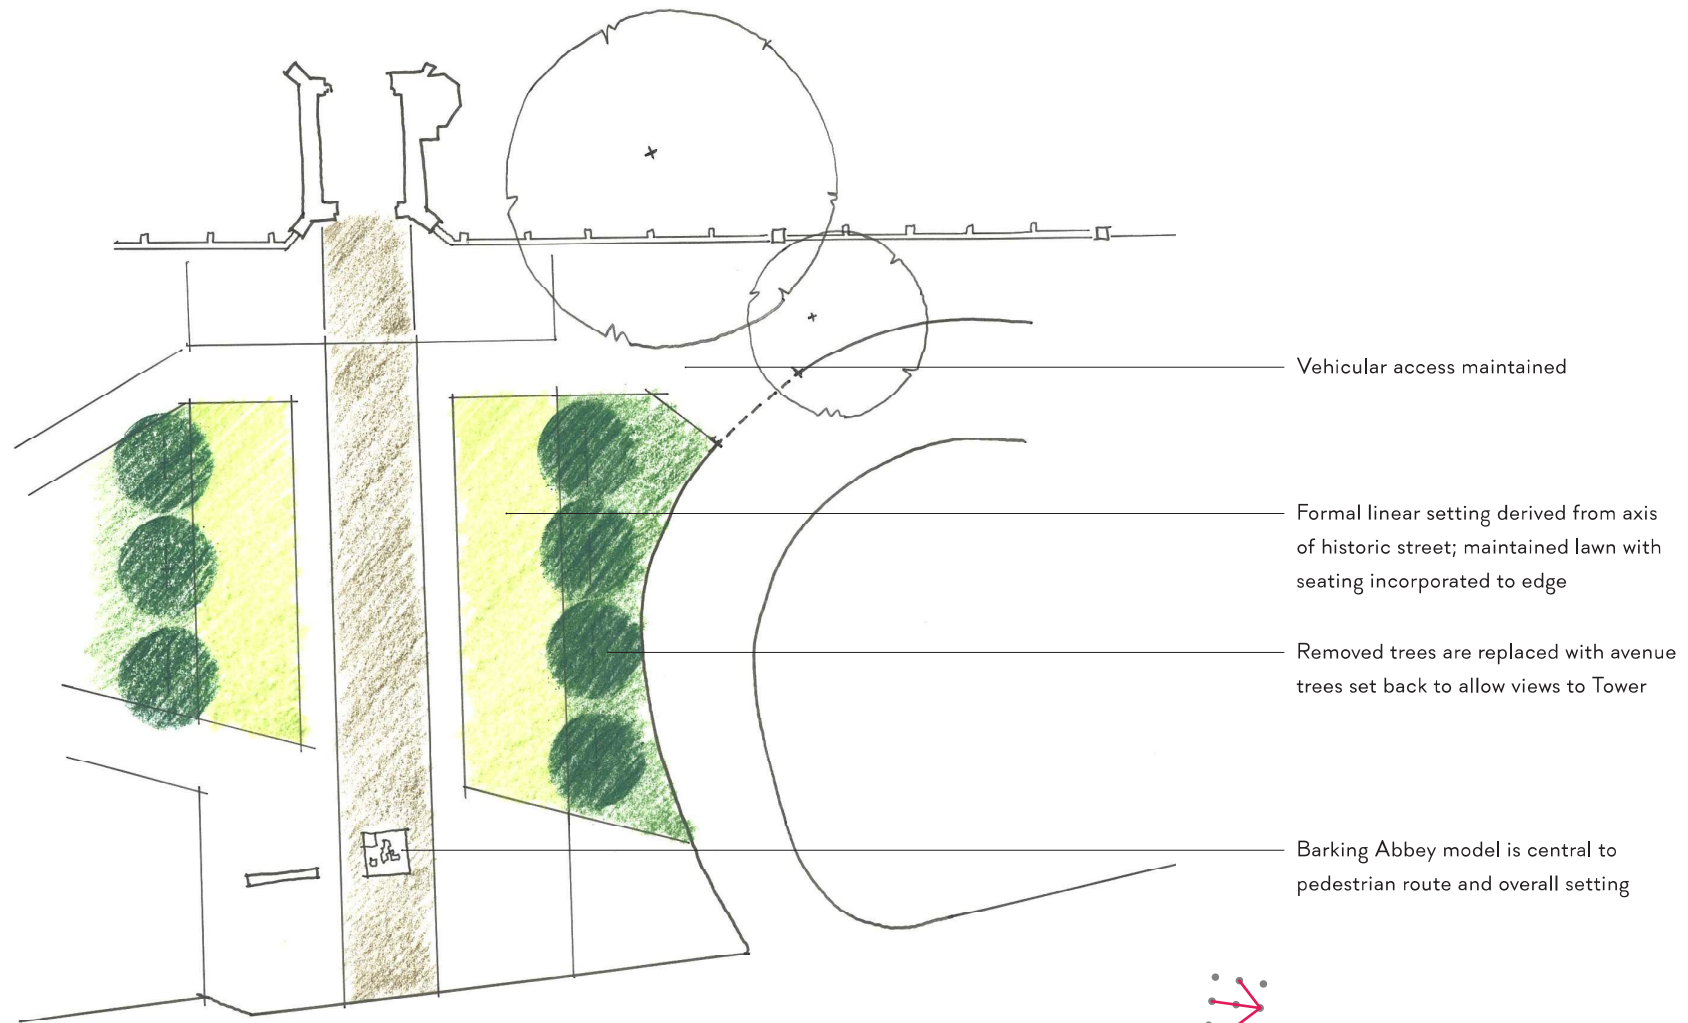 Vehicular access maintained
Formal linear setting derived from axis
of historic street; maintained lawn with
seating incorporated to edge
Removed trees are replaced with avenue
trees set back to allow views to Tower
Barking Abbey model is central to
pedestrian route and overall setting